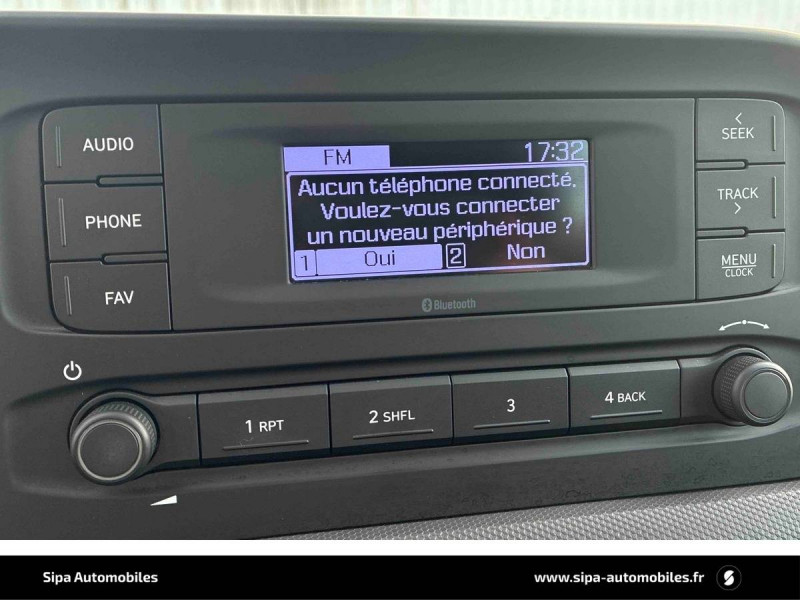 AUDIO
PHONE
FAV
FM 17:32
Aucun téléphone connecté.
Voulez-vous connecter
un nouveau périphérique ?
1 Oui 2 Non
Bluetooth
< SEEK
TRACK >
MENU
CLOCK
1 RPT
2 SHFL
3
4 BACK
Sipa Automobiles
www.sipa-automobiles.fr